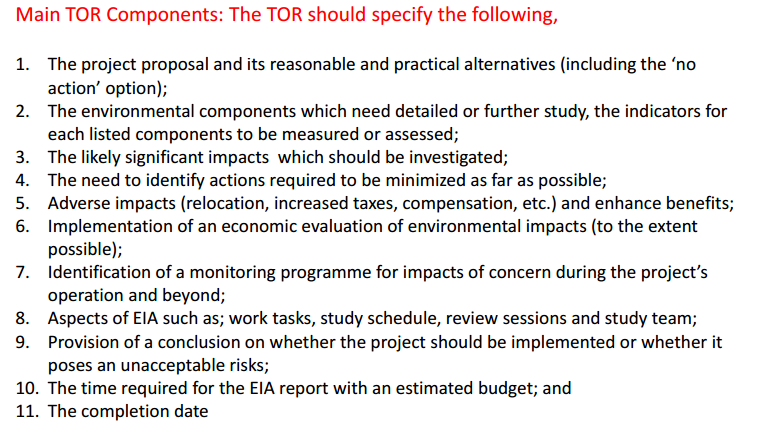 Main TOR Components: The TOR should specify the following,
1. The project proposal and its reasonable and practical alternatives (including the ‘no
action’ option);
2. The environmental components which need detailed or further study, the indicators for
each listed components to be measured or assessed;
3. The likely significant impacts which should be investigated;
4. The need to identify actions required to be minimized as far as possible;
5. Adverse impacts (relocation, increased taxes, compensation, etc.) and enhance benefits;
6. Implementation of an economic evaluation of environmental impacts (to the extent
possible);
7. Identification of a monitoring programme for impacts of concern during the project’s
operation and beyond;
8. Aspects of EIA such as; work tasks, study schedule, review sessions and study team;
9. Provision of a conclusion on whether the project should be implemented or whether it
poses an unacceptable risks;
10. The time required for the EIA report with an estimated budget; and
11. The completion date